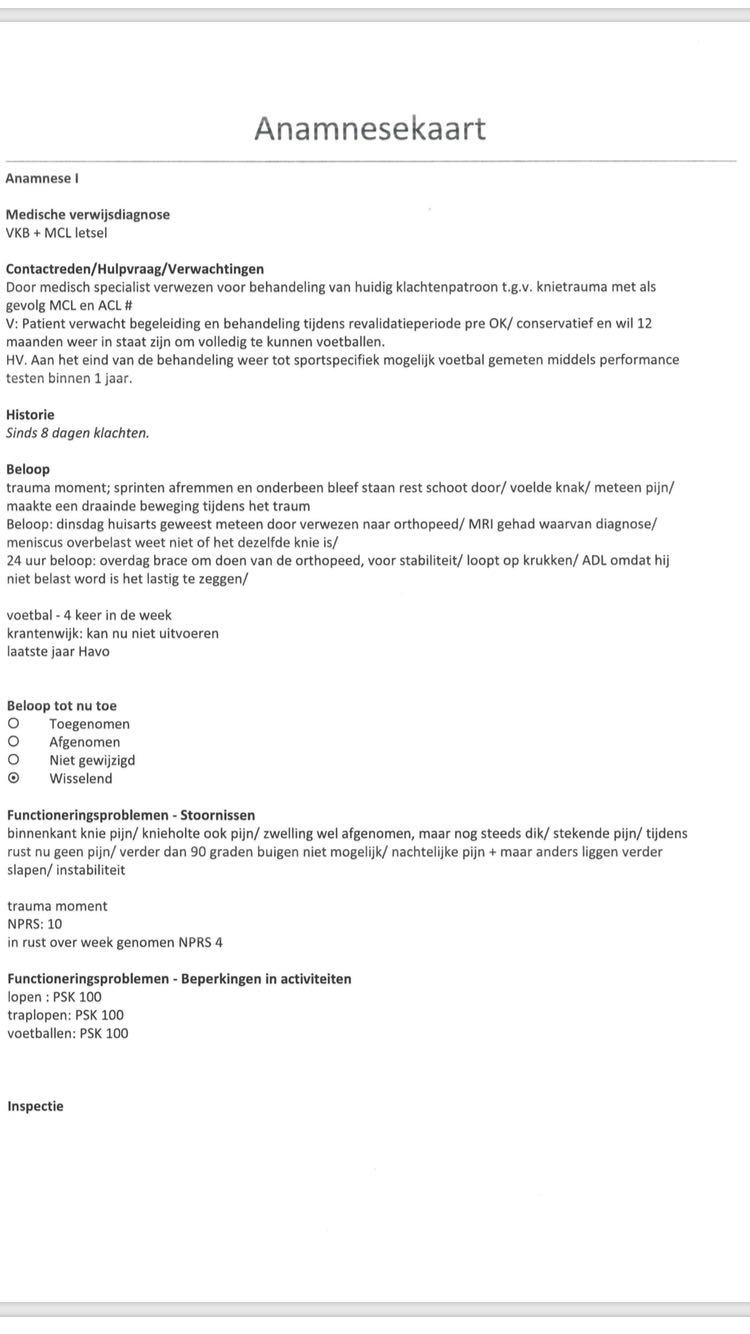 Anamnesekaart
Anamnese I
Medische verwijsdiagnose
VKB + MCL letsel
Contactreden/Hulpvraag/Verwachtingen
Door medisch specialist verwezen voor behandeling van huidig klachtenpatroon t.g.v. knietrauma met als
gevolg MCL en ACL #
V: Patient verwacht begeleiding en behandeling tijdens revalidatieperiode pre OK/ conservatief en wil 12
maanden weer in staat zijn om volledig te kunnen voetballen.
HV. Aan het eind van de behandeling weer tot sportspecifiek mogelijk voetbal gemeten middels performance
testen binnen 1 jaar.
Historie
Sinds 8 dagen klachten.
Beloop
trauma moment; sprinten afremmen en onderbeen bleef staan rest schoot door/ voelde knak/ meteen pijn/
maakte een draainde beweging tijdens het traum
Beloop: dinsdag huisarts geweest meteen door verwezen naar orthopeed/ MRI gehad waarvan diagnose/
meniscus overbelast weet niet of het dezelfde knie is/
24 uur beloop: overdag brace om doen van de orthopeed, voor stabiliteit/ loopt op krukken/ ADL omdat hij
niet belast word is het lastig te zeggen/
voetbal - 4 keer in de week
krantenwijk: kan nu niet uitvoeren
laatste jaar Havo
Beloop tot nu toe
Toegenomen
Afgenomen
Niet gewijzigd
Wisselend
Functioneringsproblemen - Stoornissen
binnenkant knie pijn/ knieholte ook pijn/ zwelling wel afgenomen, maar nog steeds dik/ stekende pijn/ tijdens
rust nu geen pijn/ verder dan 90 graden buigen niet mogelijk/ nachtelijke pijn + maar anders liggen verder
slapen/ instabiliteit
trauma moment
NPRS: 10
in rust over week genomen NPRS 4
Functioneringsproblemen - Beperkingen in activiteiten
lopen : PSK 100
traplopen: PSK 100
voetballen: PSK 100
Inspectie